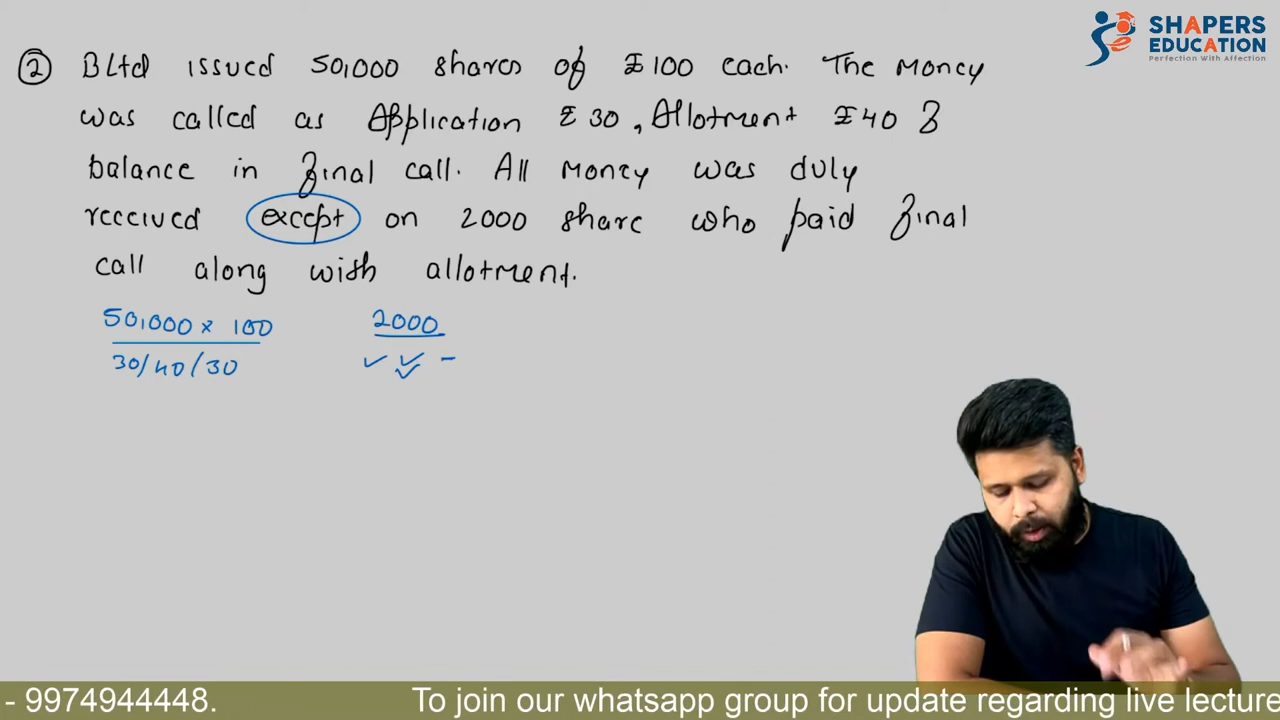 SHAPERS
EDUCATION
Perfection With Affection
② B Ltd issued 50,000 shares of ₹100 each. The Money
was called as Application ₹30, Allotment ₹40 &
balance in final call. All Money was duly
received except on 2000 share who paid final
call along with allotment.
50,000 × 100 2000
30/40/30 ✓ ✓ -
✓
- 9974944448. To join our whatsapp group for update regarding live lecture